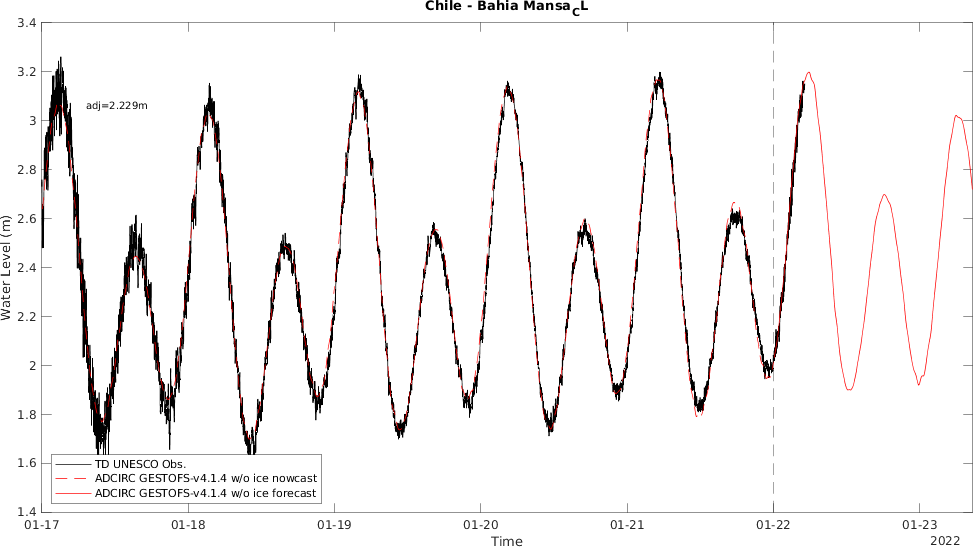 Chile - Bahia Mansa_CL
adj=2.229m
Water Level (m)
3.4
3.2
3
2.8
2.6
2.4
2.2
2
1.8
1.6
1.4
TD UNESCO Obs.
ADCIRC GESTOFS-v4.1.4 w/o ice nowcast
ADCIRC GESTOFS-v4.1.4 w/o ice forecast
01-17 01-18 01-19 01-20 01-21 01-22 01-23
Time
2022